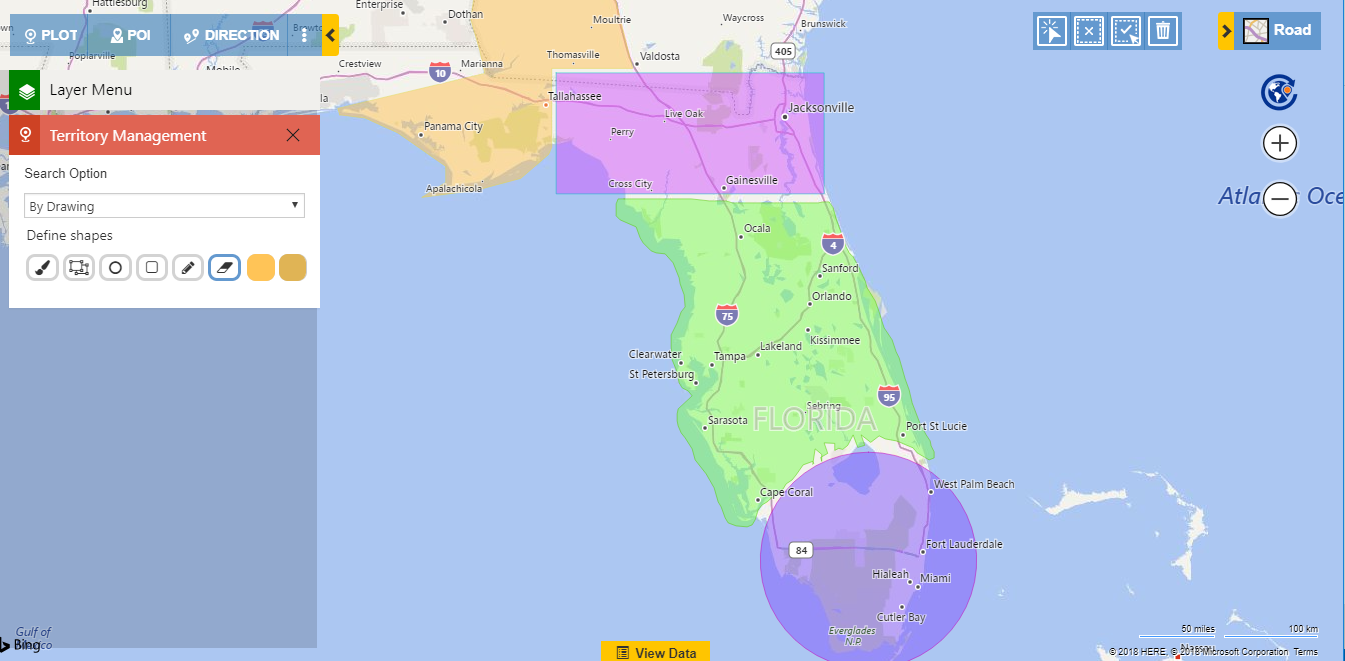 Hattiesburg
Enterprise
Dothan
Moultrie
Waycross
Brunswick
PLOT
POI
DIRECTION
Road
405
Thomasville
Valdosta
Poplarville
Mobile
Crestview
10
Marianna
Layer Menu
la
Tallahassee
Jacksonville
Live Oak
Panama City
Perry
Territory Management
Search Option
Apalachicola
Cross City
Gainesville
Atla
Oce
By Drawing
Define shapes
Ocala
4
Sanford
Orlando
75
Kissimmee
Lakeland
Clearwater
Tampa
St Petersburg
95
Sebring
FLORIDA
Sarasota
Port St Lucie
West Palm Beach
Cape Coral
84
Fort Lauderdale
Hialeah
Miami
Cutler Bay
Everglades
N.P.
Gulf of
Bing
50 miles
100 km
View Data
© 2018 HERE, © 2018 Microsoft Corporation Terms